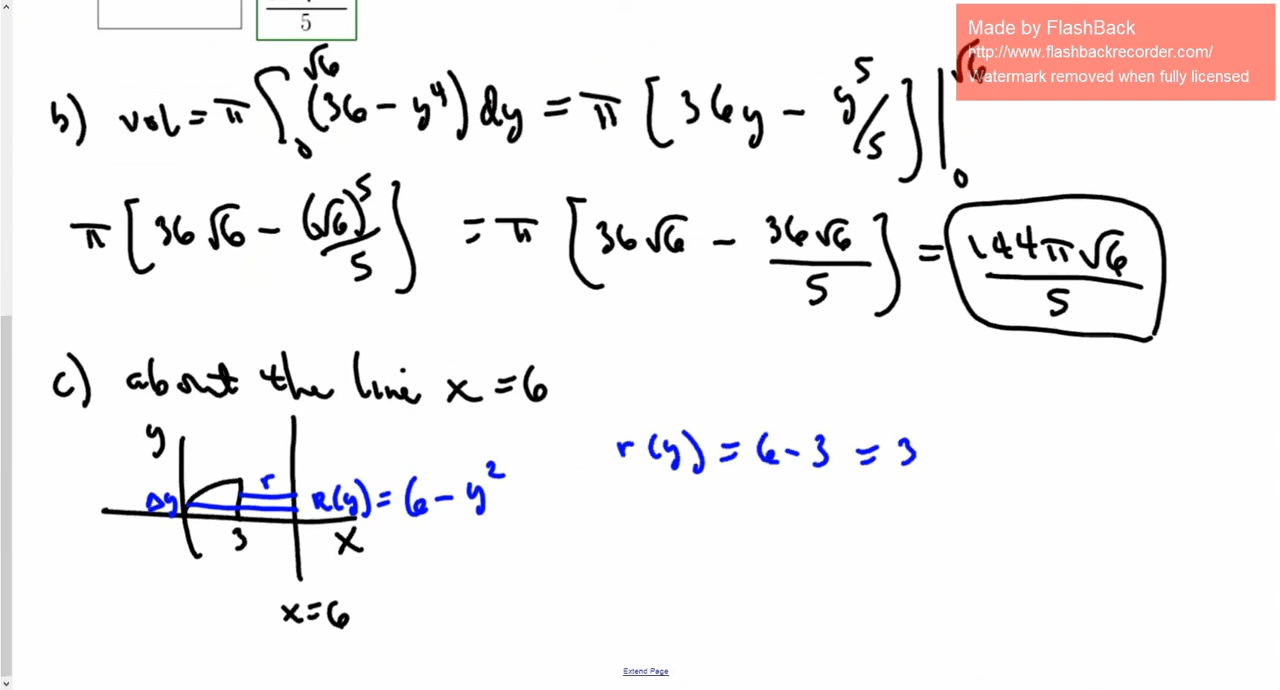 5
Made by FlashBack
http://www.flashbackrecorder.com/
Watermark removed when fully licensed
b) vol = π ∫₀^√6 (36 - y⁴) dy = π [36y - y⁵/5] |₀^√6
π [36√6 - (√6)⁵/5] = π [36√6 - 36√6/5] = 144π√6/5
c) about the line x = 6
y
r
r(y) = 6 - 3 = 3
Δy
R(y) = 6 - y²
3
x
x = 6
Extend Page